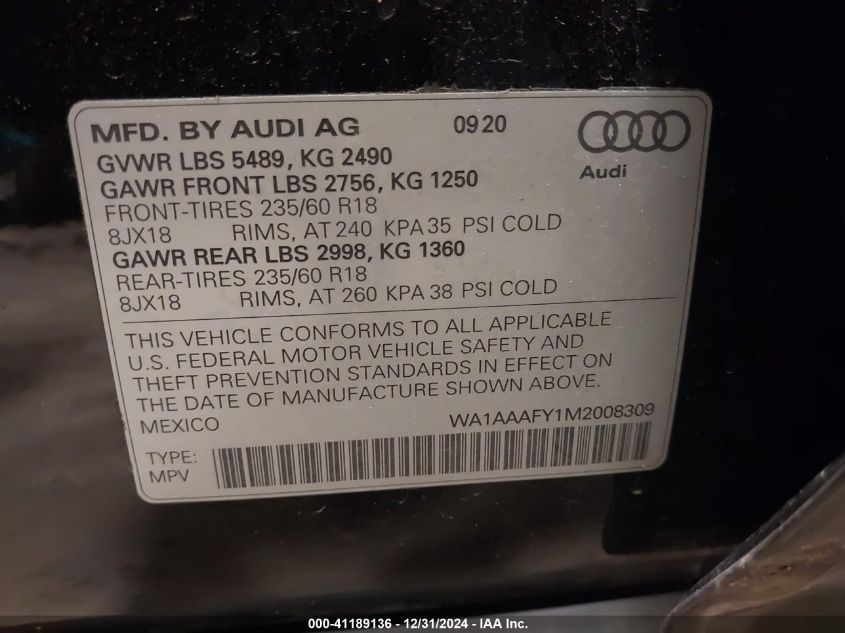 MFD. BY AUDI AG 0920
GVWR LBS 5489, KG 2490
GAWR FRONT LBS 2756, KG 1250
Audi
FRONT-TIRES 235/60 R18
8JX18 RIMS, AT 240 KPA 35 PSI COLD
GAWR REAR LBS 2998, KG 1360
REAR-TIRES 235/60 R18
8JX18 RIMS, AT 260 KPA 38 PSI COLD
THIS VEHICLE CONFORMS TO ALL APPLICABLE
U.S. FEDERAL MOTOR VEHICLE SAFETY AND
THEFT PREVENTION STANDARDS IN EFFECT ON
THE DATE OF MANUFACTURE SHOWN ABOVE.
MEXICO WA1AAAFY1M2008309
TYPE:
MPV
000-41189136 - 12/31/2024 - IAA Inc.